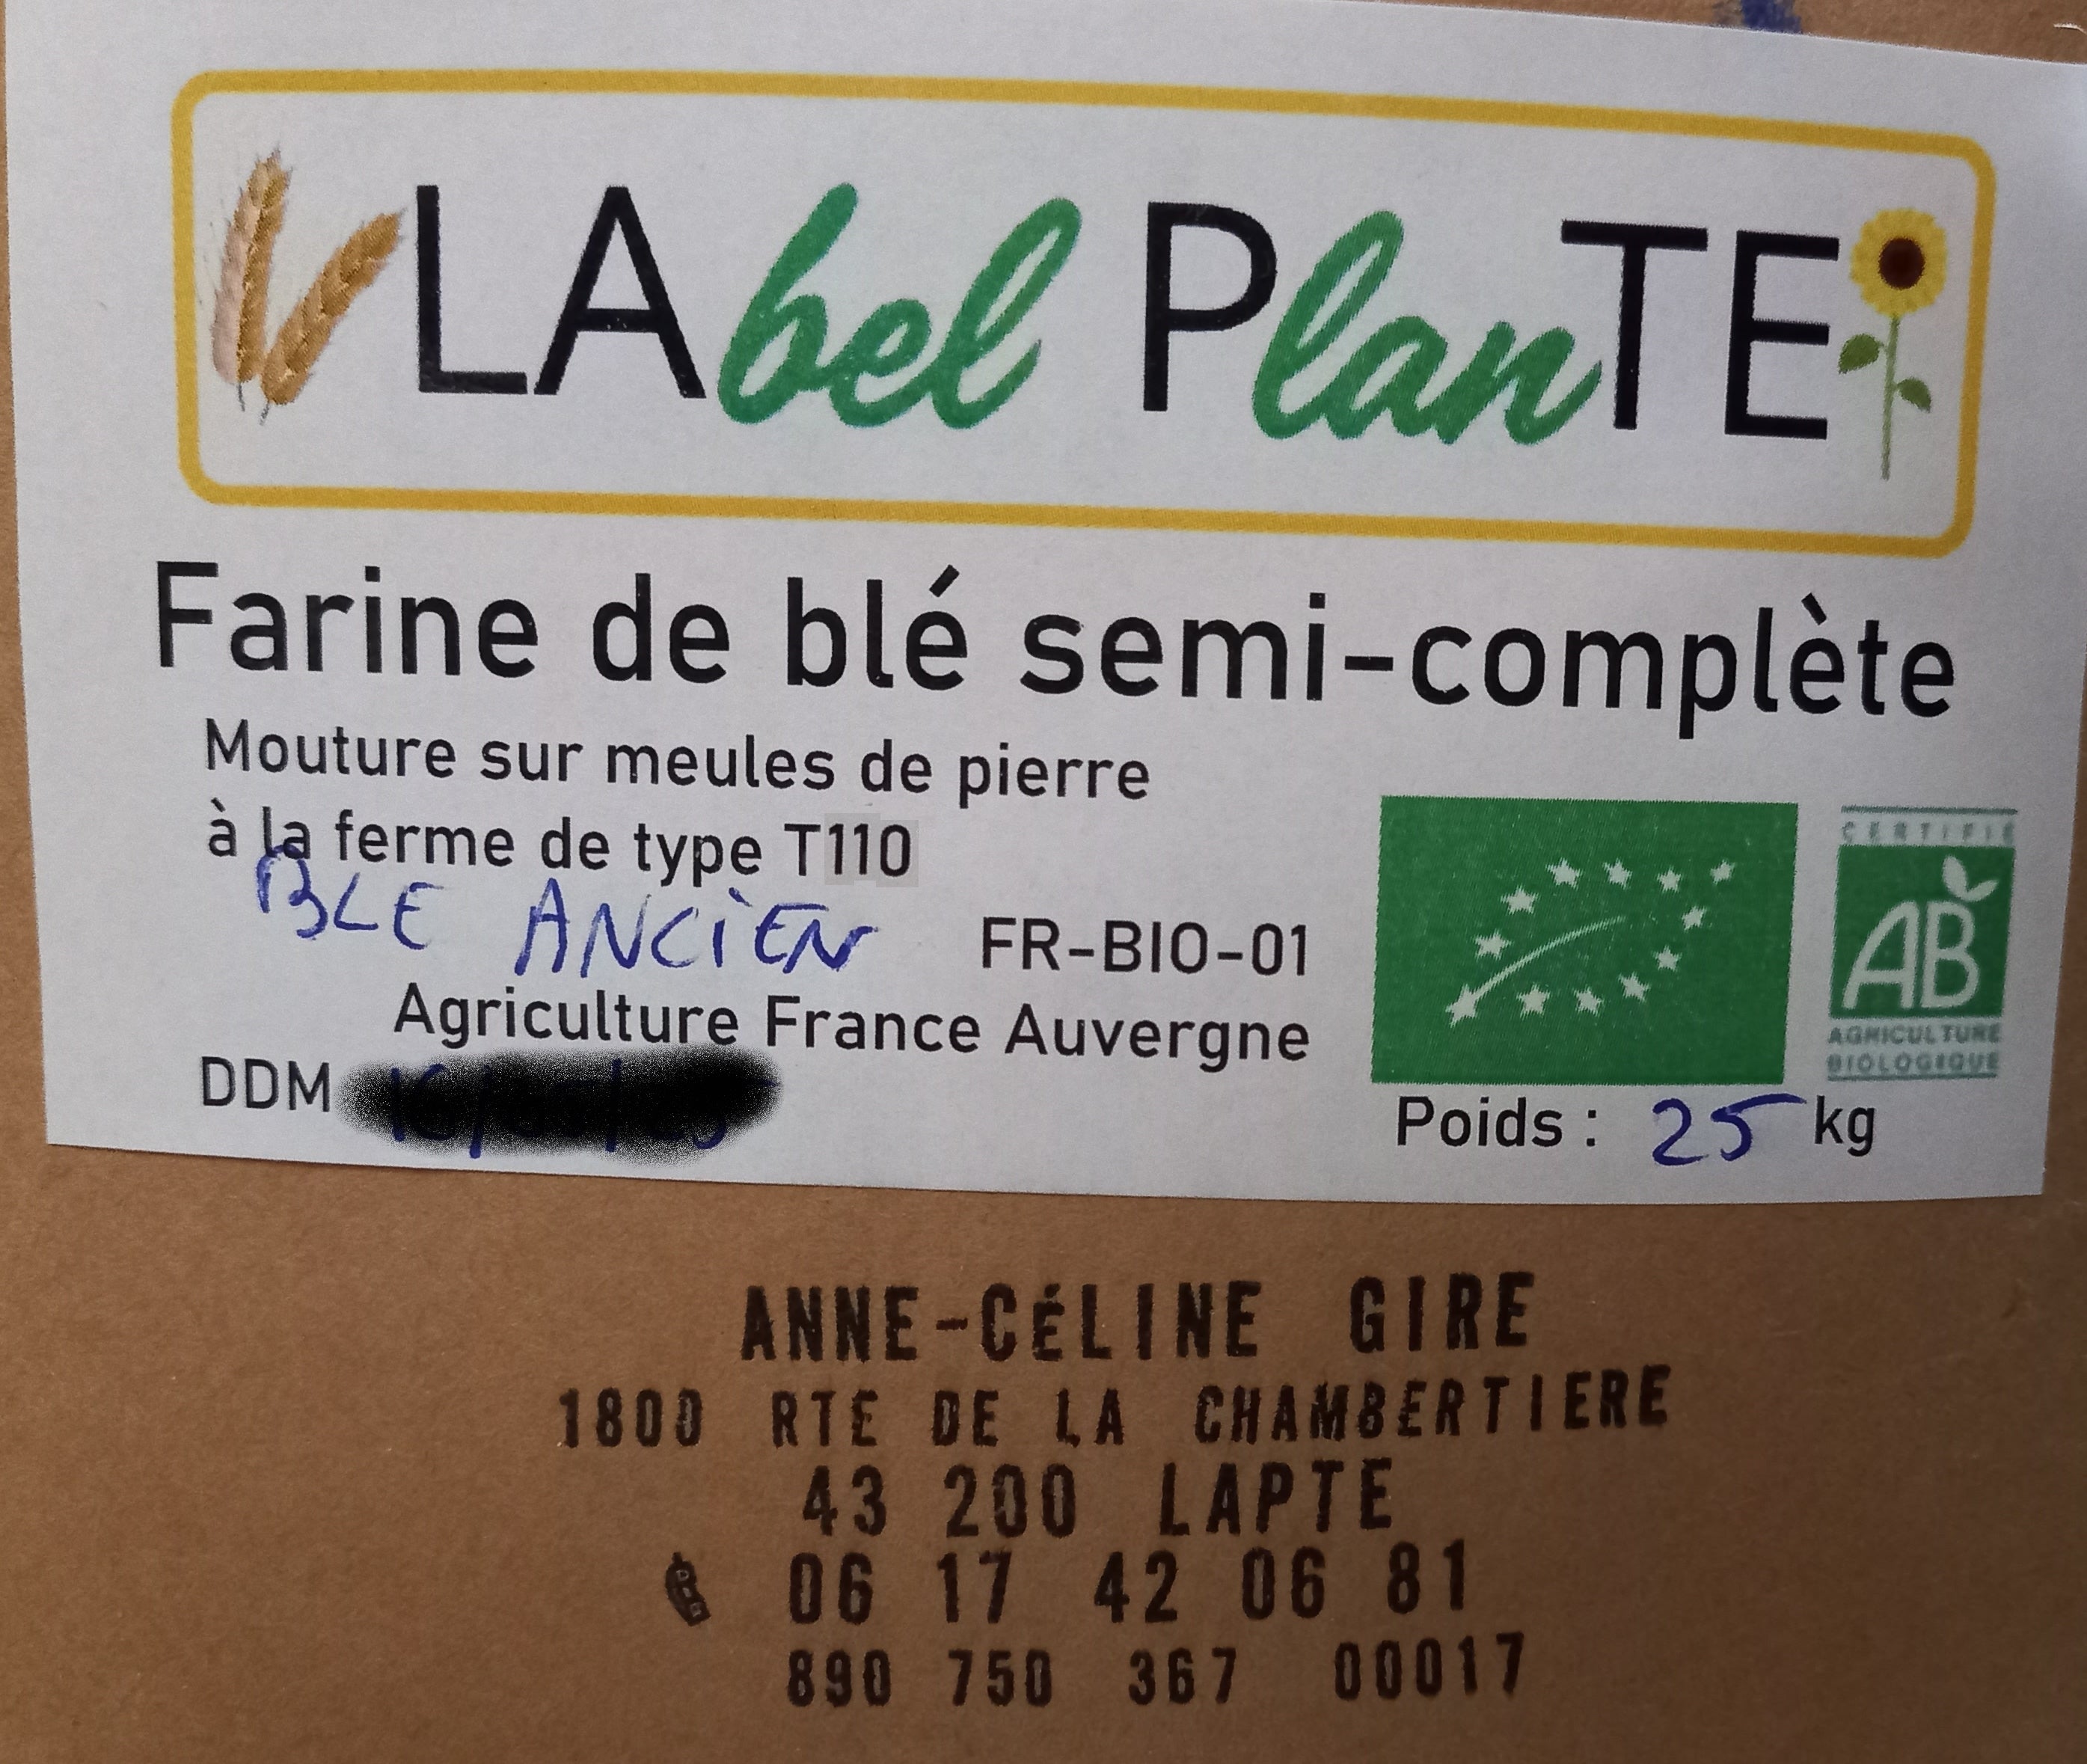 LAbel PlanTE
Farine de blé semi-complète
Mouture sur meules de pierre
à la ferme de type T110
BLE ANCiEN
FR-BIO-01
Agriculture France Auvergne
DDM
CERTIFIÉ
AB
AGRICULTURE
BIOLOGIQUE
Poids : 25 kg
ANNE-CÉLINE GIRE
1800 RTE DE LA CHAMBERTIERE
43 200 LAPTE
06 17 42 06 81
890 750 367 00017